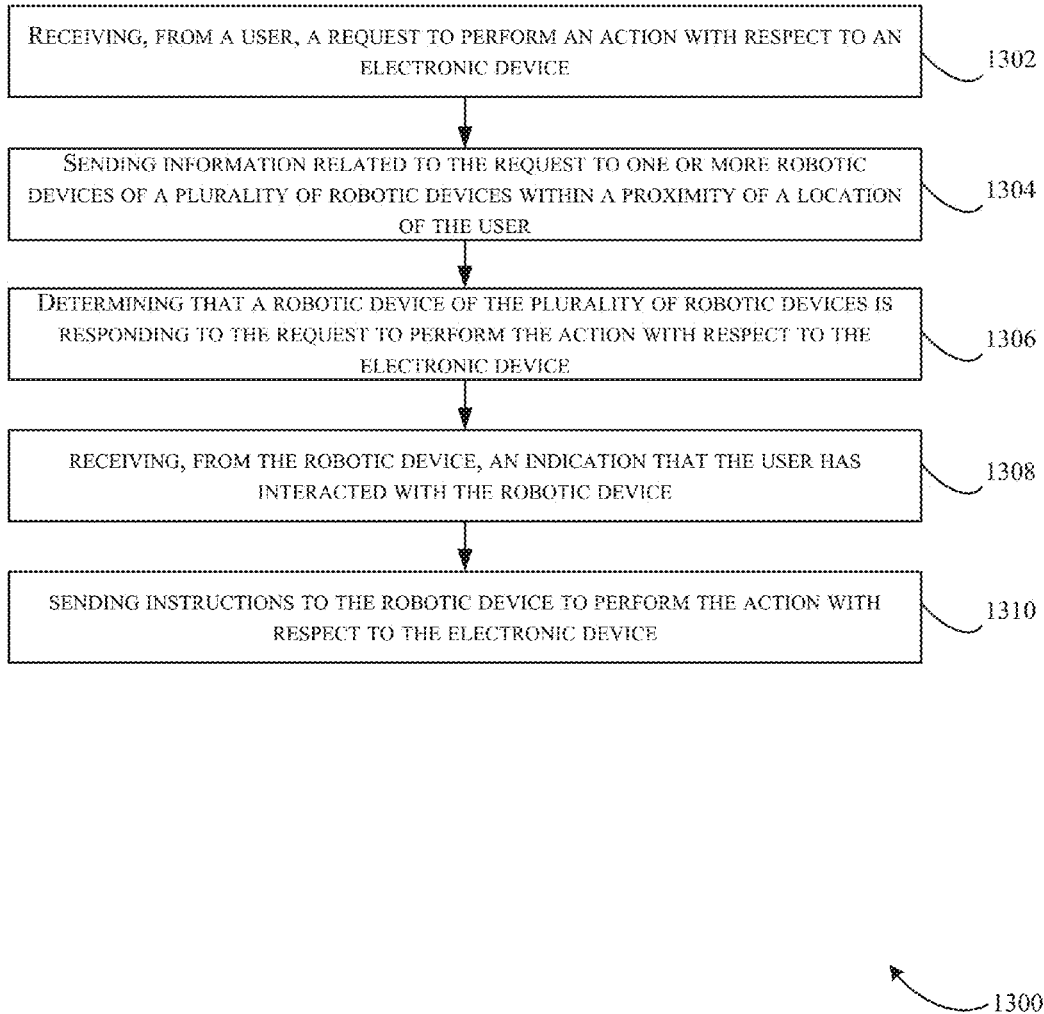 RECEIVING, FROM A USER, A REQUEST TO PERFORM AN ACTION WITH RESPECT TO AN
ELECTRONIC DEVICE
1302
SENDING INFORMATION RELATED TO THE REQUEST TO ONE OR MORE ROBOTIC
DEVICES OF A PLURALITY OF ROBOTIC DEVICES WITHIN A PROXIMITY OF A LOCATION
OF THE USER
1304
DETERMINING THAT A ROBOTIC DEVICE OF THE PLURALITY OF ROBOTIC DEVICES IS
RESPONDING TO THE REQUEST TO PERFORM THE ACTION WITH RESPECT TO THE
ELECTRONIC DEVICE
1306
RECEIVING, FROM THE ROBOTIC DEVICE, AN INDICATION THAT THE USER HAS
INTERACTED WITH THE ROBOTIC DEVICE
1308
SENDING INSTRUCTIONS TO THE ROBOTIC DEVICE TO PERFORM THE ACTION WITH
RESPECT TO THE ELECTRONIC DEVICE
1310
1300